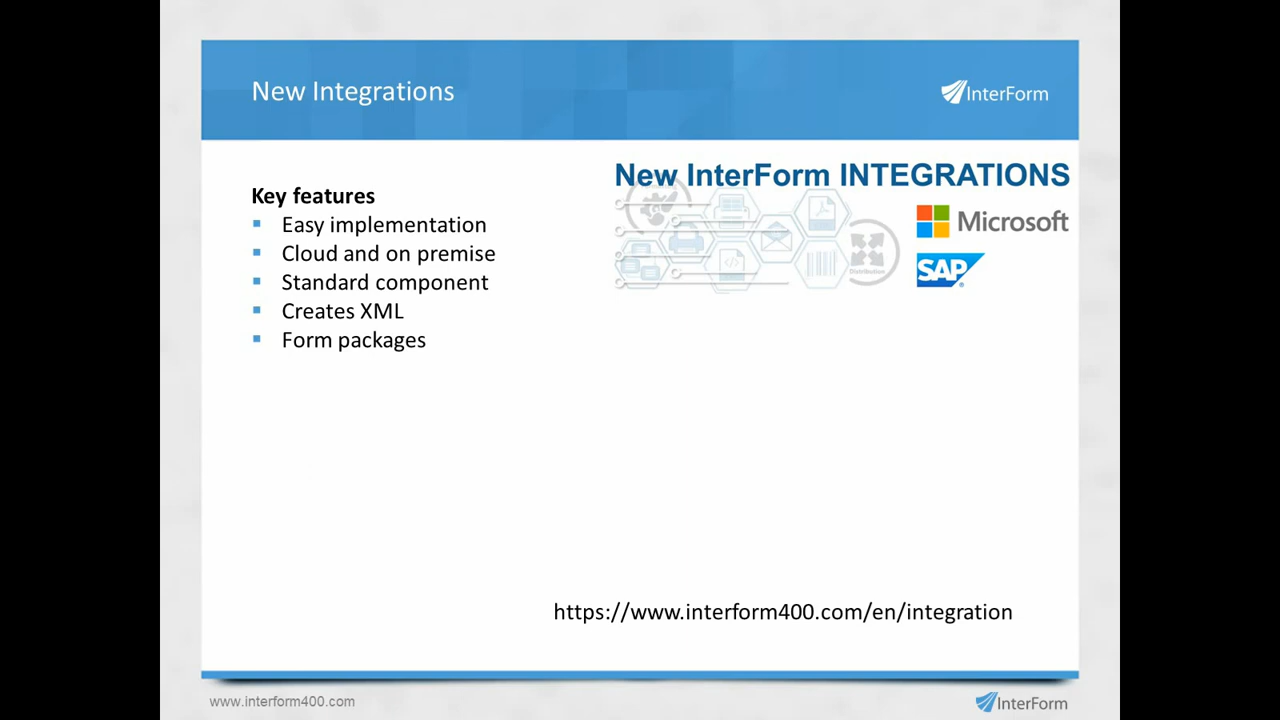 New Integrations
InterForm
New InterForm INTEGRATIONS
Key features
Easy implementation
Cloud and on premise
Standard component
Creates XML
Form packages
Microsoft
SAP
Distribution
https://www.interform400.com/en/integration
www.interform400.com
InterForm